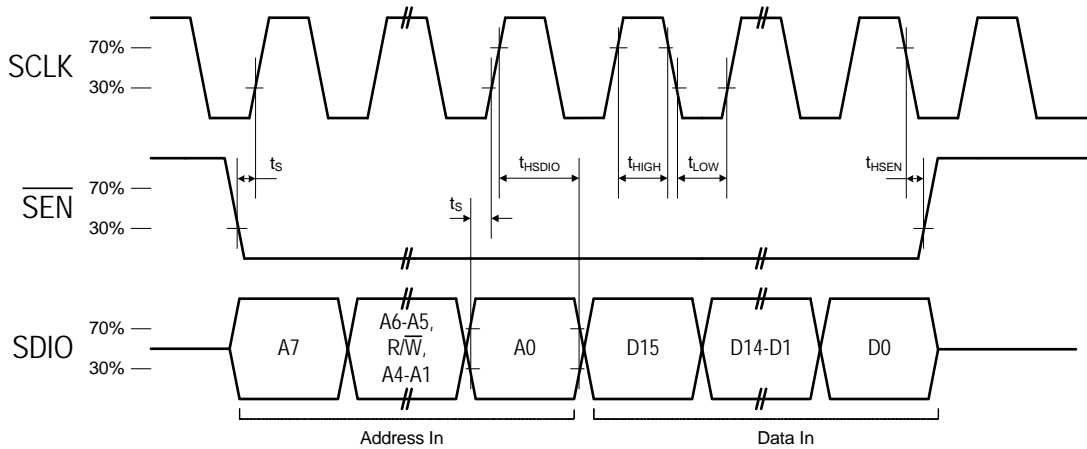 SCLK
70%
30%
tS
tHSDIO
tHIGH
tLOW
tHSEN
SEN
70%
30%
tS
SDIO
70%
30%
A7
A6-A5,
R/W,
A4-A1
A0
D15
D14-D1
D0
Address In
Data In